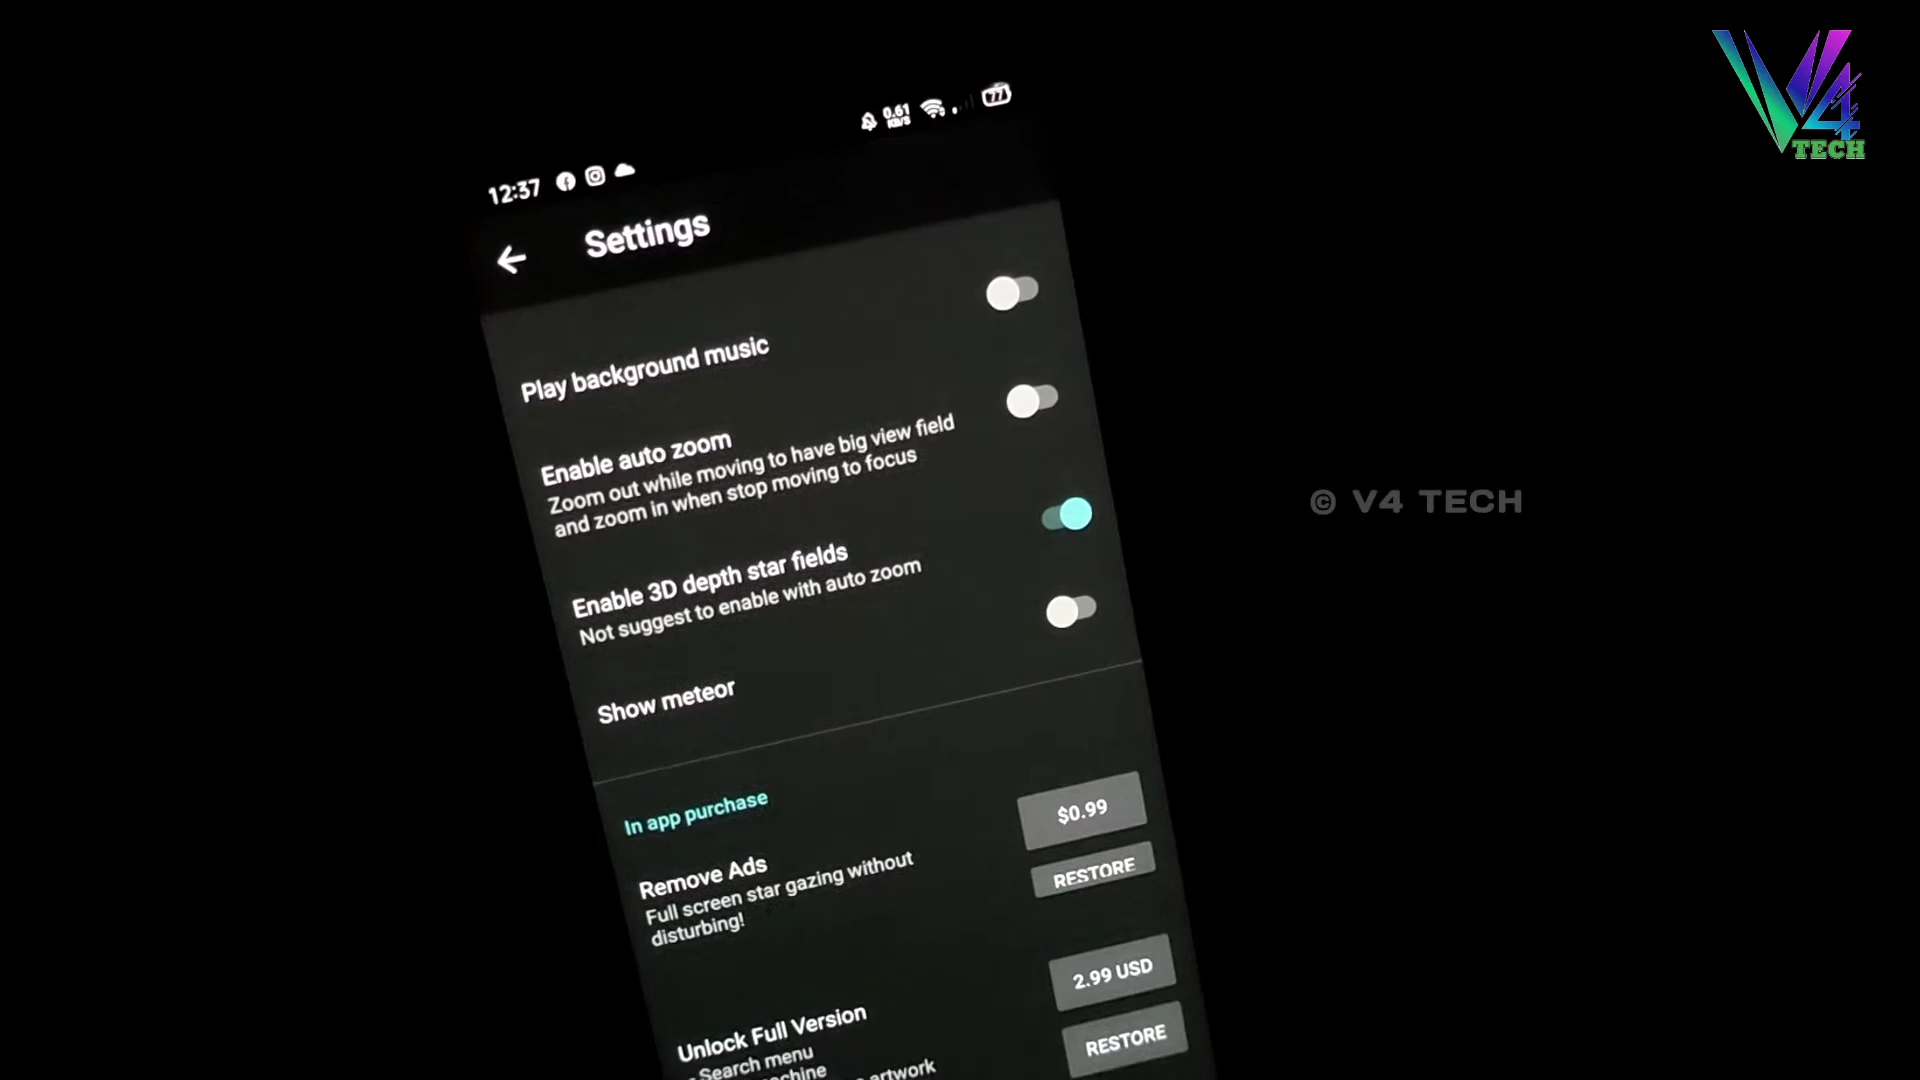 V4
TECH
12:37
0.61
KB/S
77
Settings
Play background music
Enable auto zoom
Zoom out while moving to have big view field
and zoom in when stop moving to focus
Enable 3D depth star fields
Not suggest to enable with auto zoom
Show meteor
In app purchase
Remove Ads
Full screen star gazing without
disturbing!
$0.99
RESTORE
Unlock Full Version
- Search menu
artwork
2.99 USD
RESTORE
© V4 TECH